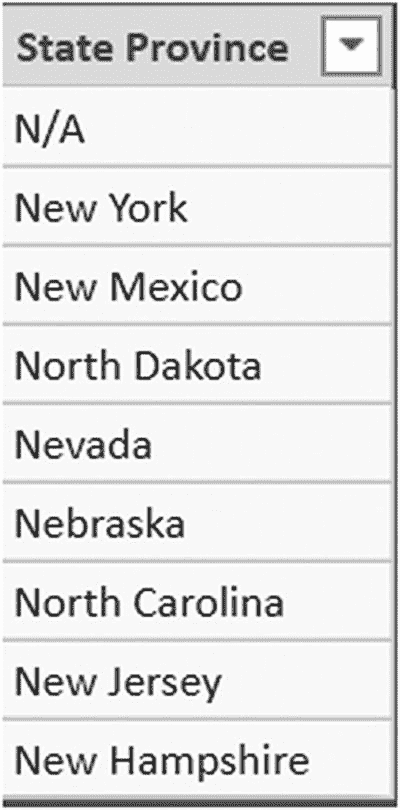 State Province
N/A
New York
New Mexico
North Dakota
Nevada
Nebraska
North Carolina
New Jersey
New Hampshire